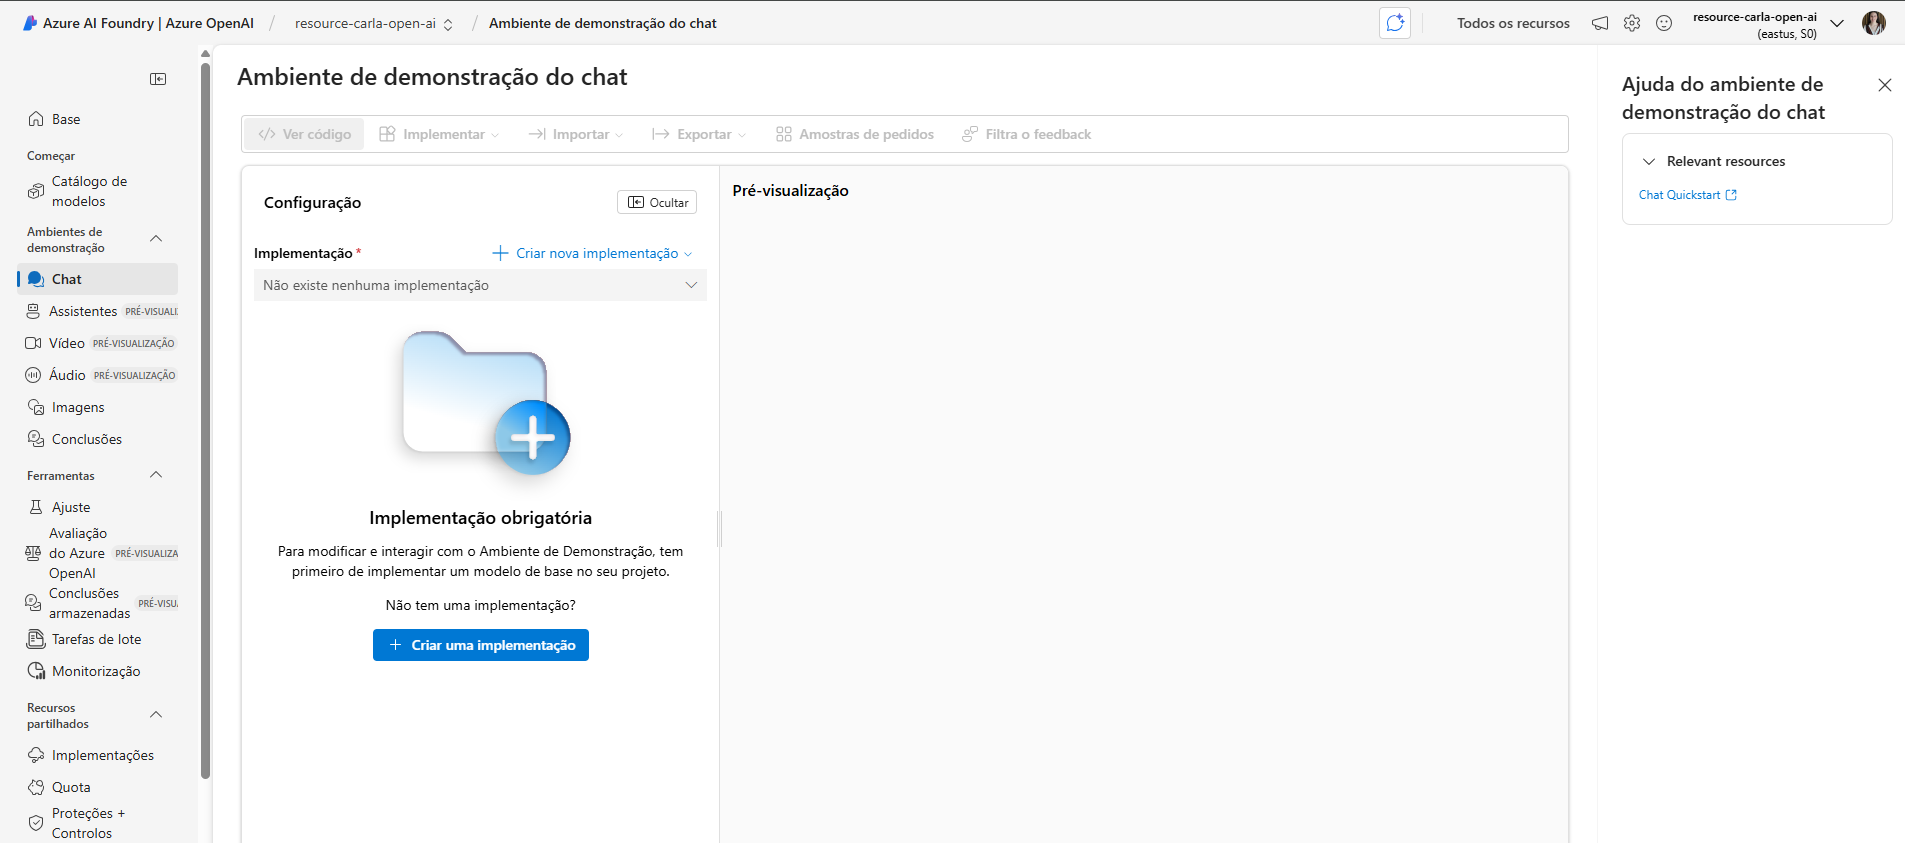 Azure AI Foundry | Azure OpenAI / resource-carla-open-ai / Ambiente de demonstração do chat
Todos os recursos
resource-carla-open-ai
(eastus, S0)
Base
Começar
Catálogo de
modelos
Ambientes de
demonstração
Chat
Assistentes PRÉ-VISUALI
Vídeo PRÉ-VISUALIZAÇÃO
Áudio PRÉ-VISUALIZAÇÃO
Imagens
Conclusões
Ferramentas
Ajuste
Avaliação
do Azure PRÉ-VISUALIZA
OpenAI
Conclusões
armazenadas PRÉ-VISU
Tarefas de lote
Monitorização
Recursos
partilhados
Implementações
Quota
Proteções +
Controlos
Ambiente de demonstração do chat
</> Ver código Implementar Importar Exportar Amostras de pedidos Filtra o feedback
Configuração
Ocultar
Implementação *
Criar nova implementação
Não existe nenhuma implementação
Implementação obrigatória
Para modificar e interagir com o Ambiente de Demonstração, tem
primeiro de implementar um modelo de base no seu projeto.
Não tem uma implementação?
+ Criar uma implementação
Pré-visualização
Ajuda do ambiente de
demonstração do chat
Relevant resources
Chat Quickstart